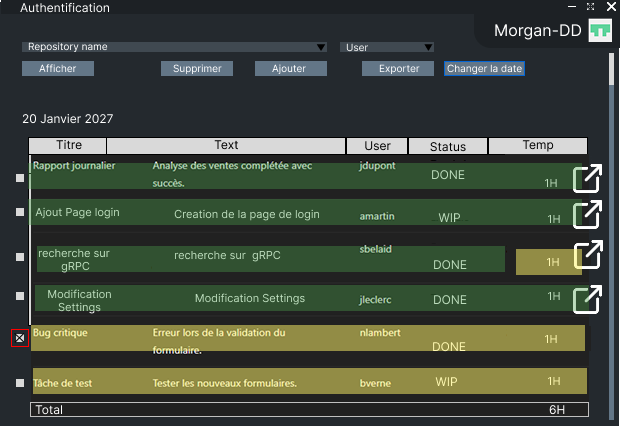 Authentification
Morgan-DD
Repository name User
Afficher Supprimer Ajouter Exporter Changer la date
20 Janvier 2027
Titre Text User Status Temp
Rapport journalier Analyse des ventes complétée avec jdupont DONE
succès. 1H
Ajout Page login Creation de la page de login amartin WIP 1H
recherche sur recherche sur gRPC sbelaid
gRPC DONE 1H
Modification Modification Settings jleclerc DONE 1H
Settings
Bug critique Erreur lors de la validation du nlambert 1H
formulaire. DONE
Tâche de test Tester les nouveaux formulaires. bverne WIP 1H
Total 6H